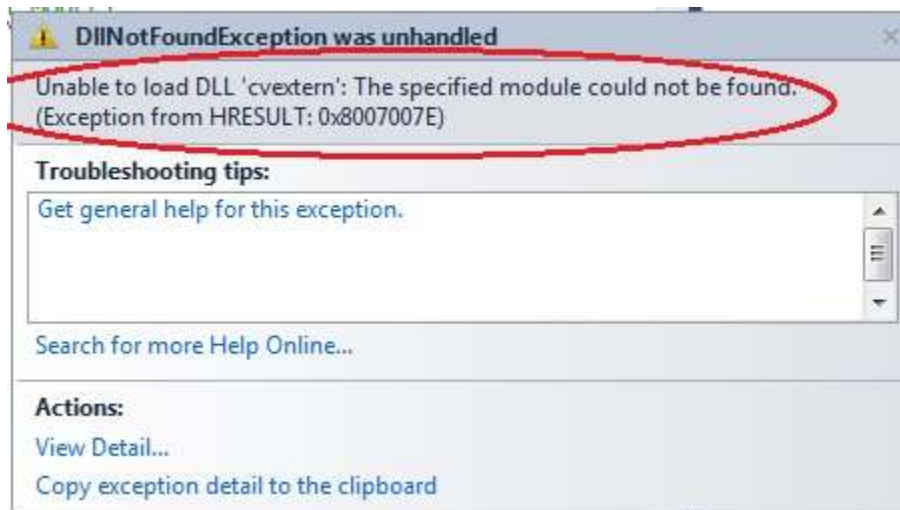 DllNotFoundException was unhandled
Unable to load DLL 'cvextern': The specified module could not be found.
(Exception from HRESULT: 0x8007007E)
Troubleshooting tips:
Get general help for this exception.
Search for more Help Online...
Actions:
View Detail...
Copy exception detail to the clipboard